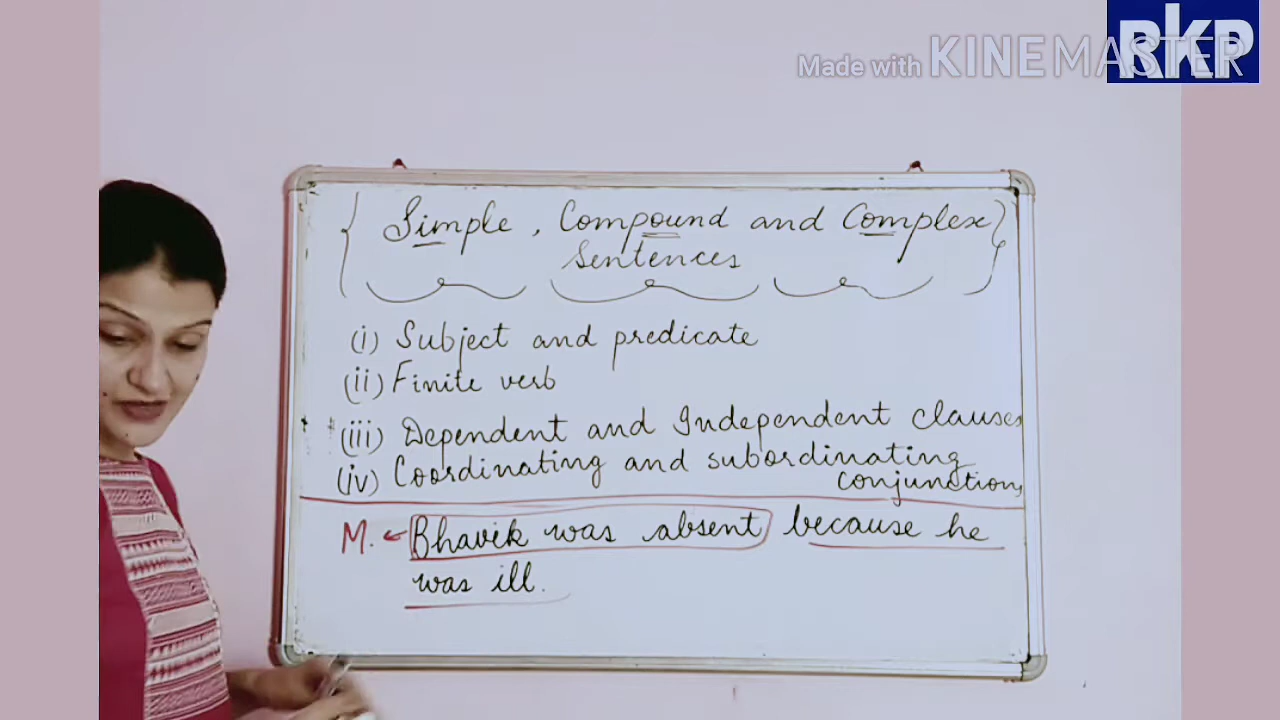 RKP
Made with KINEMASTER
{ Simple, Compound and Complex }
Sentences
(i) Subject and predicate
(ii) Finite verb
(iii) Dependent and Independent clauses
(iv) Coordinating and subordinating
conjunctions
M. ← Bhavik was absent because he
was ill.